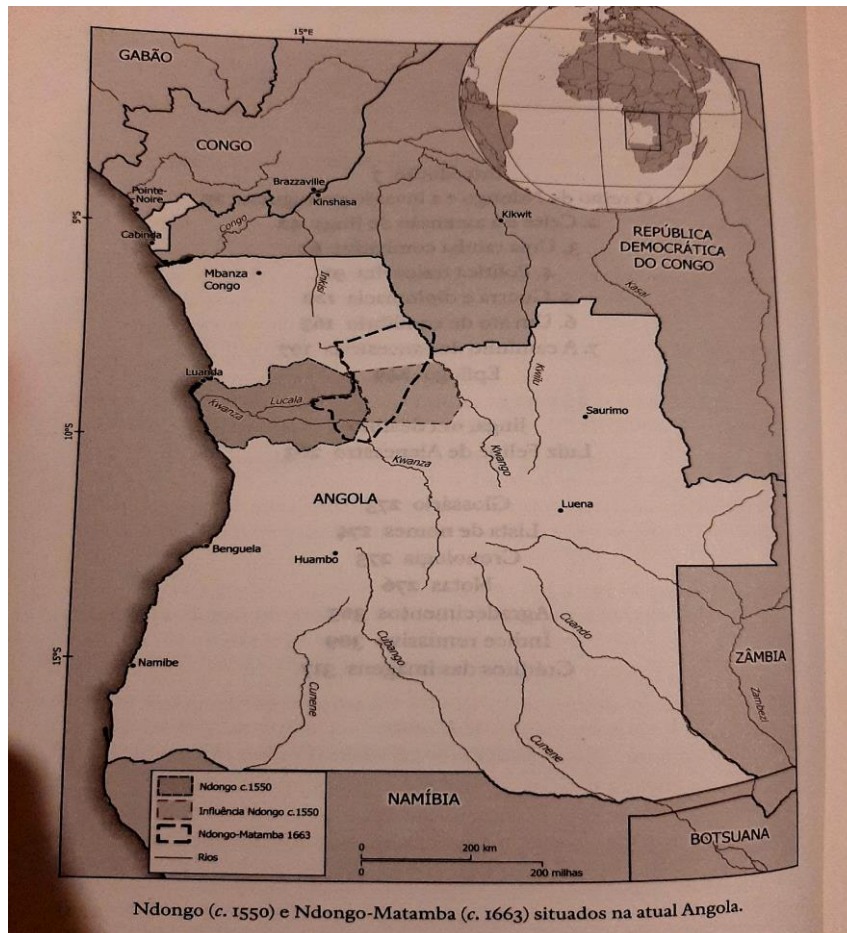 15°E
GABÃO
CONGO
Brazzaville
Kinshasa
Pointe-
Noire
5°S
Cabinda
Congo
Kikwit
REPÚBLICA
DEMOCRÁTICA
DO CONGO
Mbanza
Congo
Inkisi
Kasai
Luanda
Lucala
Kwanza
Kwilu
Saurimo
10°S
Kwanza
Kwango
ANGOLA
Luena
Benguela
Huambo
Cuando
15°S
Namibe
Cubango
Cunene
ZÂMBIA
Zambezi
Cunene
Ndongo c.1550
Influência Ndongo c.1550
Ndongo-Matamba 1663
Rios
NAMÍBIA
0 200 km
0 200 milhas
BOTSUANA
Ndongo (c. 1550) e Ndongo-Matamba (c. 1663) situados na atual Angola.